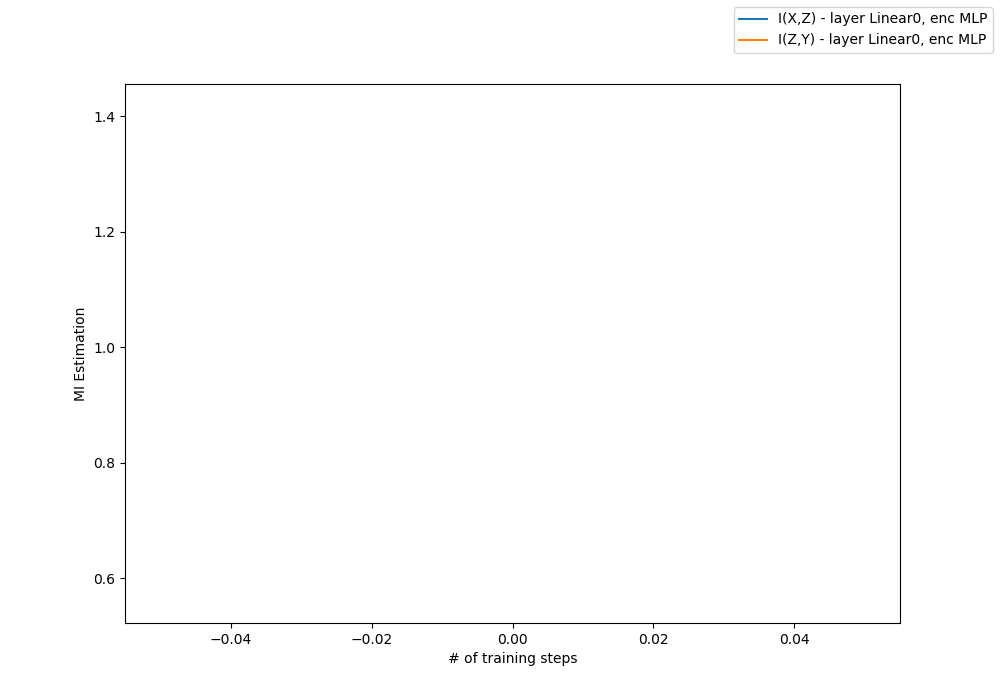 I(X,Z) - layer Linear0, enc MLP
I(Z,Y) - layer Linear0, enc MLP
1.4
1.2
1.0
0.8
0.6
MI Estimation
−0.04
−0.02
0.00
0.02
0.04
# of training steps